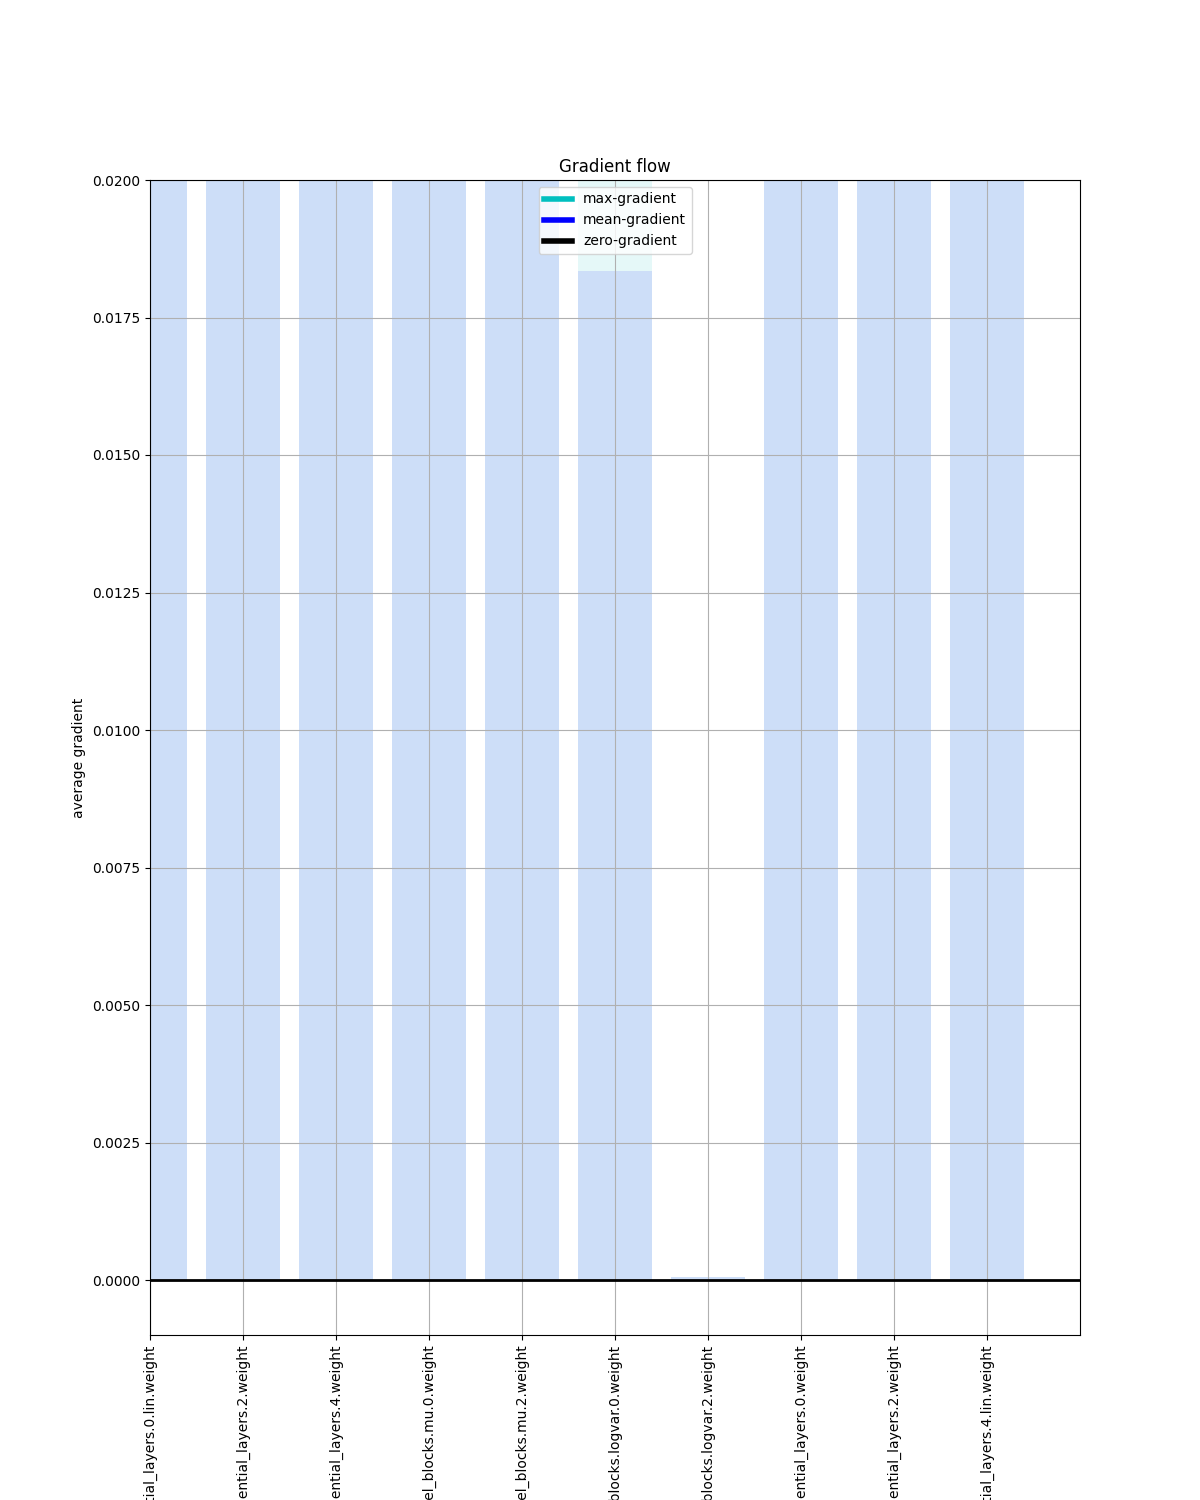 Gradient flow
max-gradient
mean-gradient
zero-gradient
0.0200
0.0175
0.0150
0.0125
0.0100
0.0075
0.0050
0.0025
0.0000
average gradient
tial_layers.0.lin.weight
ential_layers.2.weight
ential_layers.4.weight
el_blocks.mu.0.weight
el_blocks.mu.2.weight
blocks.logvar.0.weight
blocks.logvar.2.weight
ential_layers.0.weight
ential_layers.2.weight
tial_layers.4.lin.weight